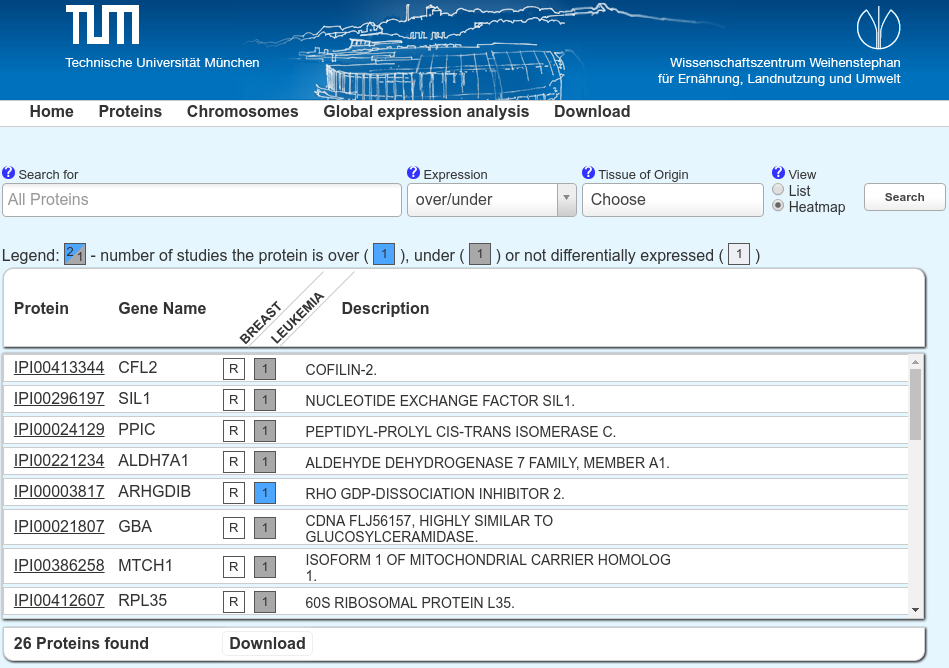 TUM
Technische Universität München
Wissenschaftszentrum Weihenstephan
für Ernährung, Landnutzung und Umwelt
Home Proteins Chromosomes Global expression analysis Download
? Search for ? Expression ? Tissue of Origin ? View
All Proteins over/under Choose List Search
Heatmap
Legend: 2 1 - number of studies the protein is over ( 1 ), under ( 1 ) or not differentially expressed ( 1 )
Protein Gene Name BREAST LEUKEMIA Description
IPI00413344 CFL2 R 1 COFILIN-2.
IPI00296197 SIL1 R 1 NUCLEOTIDE EXCHANGE FACTOR SIL1.
IPI00024129 PPIC R 1 PEPTIDYL-PROLYL CIS-TRANS ISOMERASE C.
IPI00221234 ALDH7A1 R 1 ALDEHYDE DEHYDROGENASE 7 FAMILY, MEMBER A1.
IPI00003817 ARHGDIB R 1 RHO GDP-DISSOCIATION INHIBITOR 2.
IPI00021807 GBA R 1 CDNA FLJ56157, HIGHLY SIMILAR TO
GLUCOSYLCERAMIDASE.
IPI00386258 MTCH1 R 1 ISOFORM 1 OF MITOCHONDRIAL CARRIER HOMOLOG
1.
IPI00412607 RPL35 R 1 60S RIBOSOMAL PROTEIN L35.
26 Proteins found Download